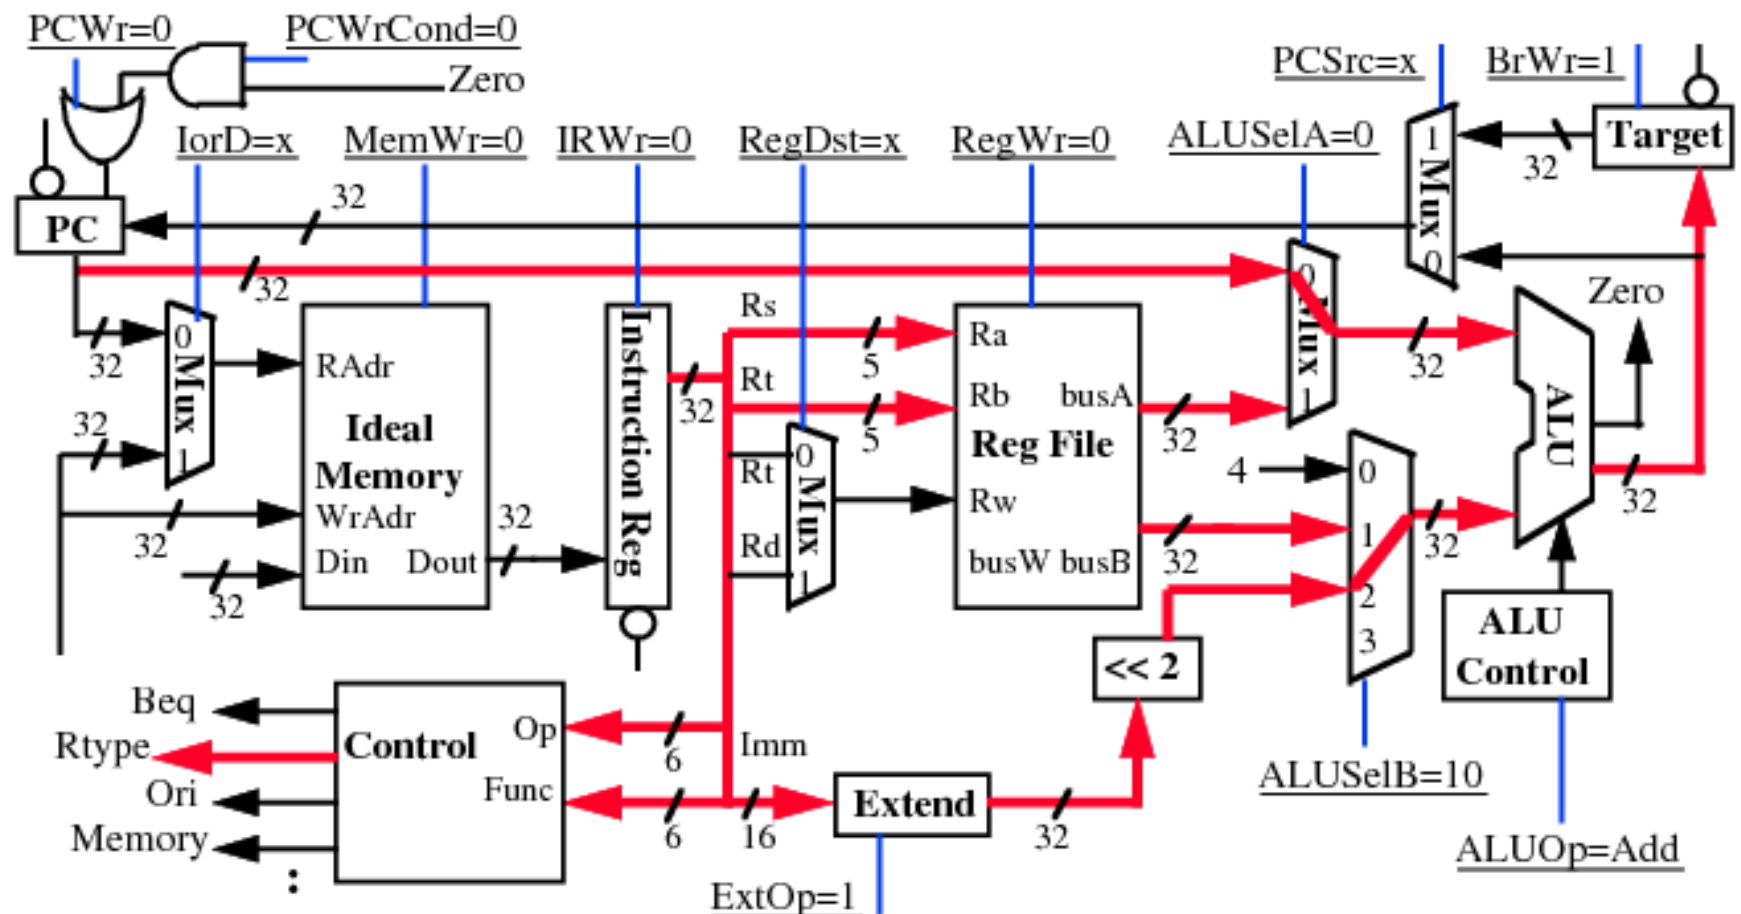 PCWr=0
PCWrCond=0
Zero
PCSrc=x
BrWr=1
IorD=x
MemWr=0
IRWr=0
RegDst=x
RegWr=0
ALUSelA=0
1
Mux
0
32
Target
PC
32
32
0
Mux
1
32
32
RAdr
Ideal
Memory
WrAdr
Din
Dout
32
32
32
Instruction Reg
32
Rs
5
Rt
5
Rt
Rd
0
Mux
1
Ra
Rb
busA
Reg File
Rw
busW
busB
32
32
0
Mux
1
32
4
0
1
2
3
32
<< 2
ALU
Zero
32
ALU
Control
Beq
Rtype
Ori
Memory
:
Control
Op
Func
6
6
Imm
16
Extend
32
ExtOp=1
ALUSelB=10
ALUOp=Add